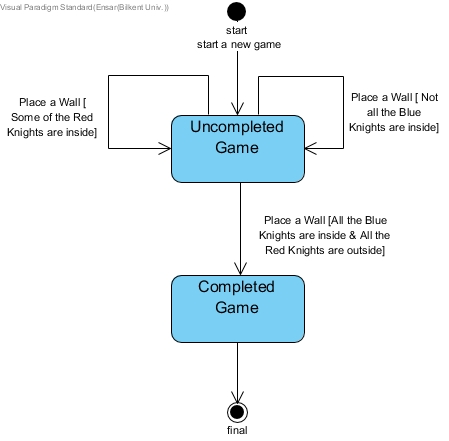 Visual Paradigm Standard(Ensar(Bilkent Univ.))
start
start a new game
Place a Wall [
Some of the Red
Knights are inside]
Place a Wall [ Not
all the Blue
Knights are inside]
Uncompleted
Game
Place a Wall [All the Blue
Knights are inside & All the
Red Knights are outside]
Completed
Game
final